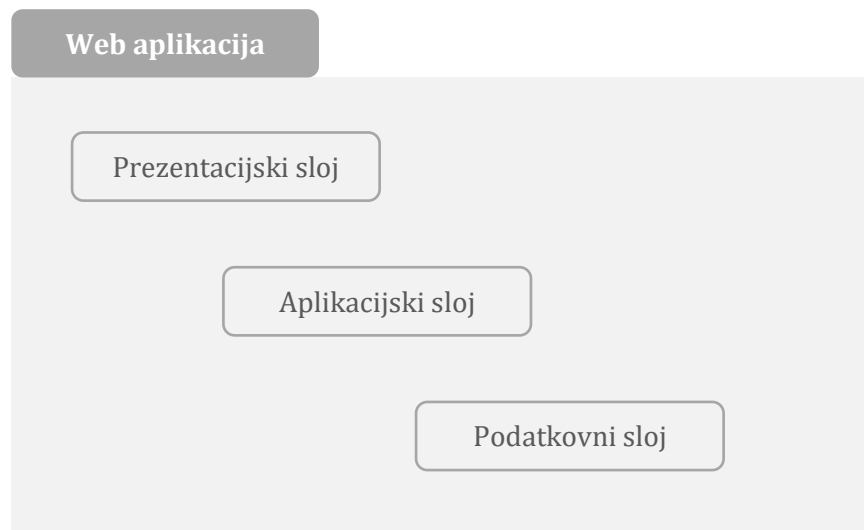 Web aplikacija
Prezentacijski sloj
Aplikacijski sloj
Podatkovni sloj